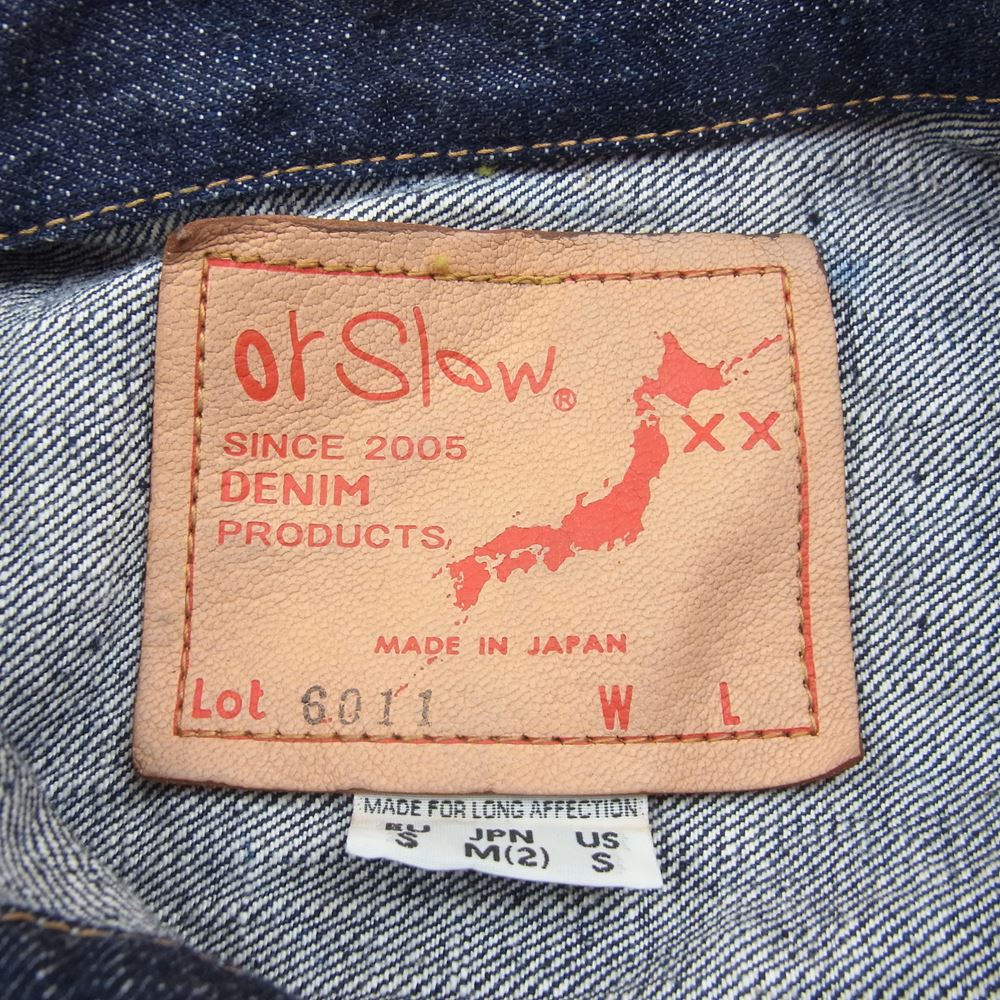 orSlow®
SINCE 2005
DENIM
PRODUCTS
XX
MADE IN JAPAN
Lot 6011 W L
MADE FOR LONG AFFECTION
EU JPN US
S M(2) S